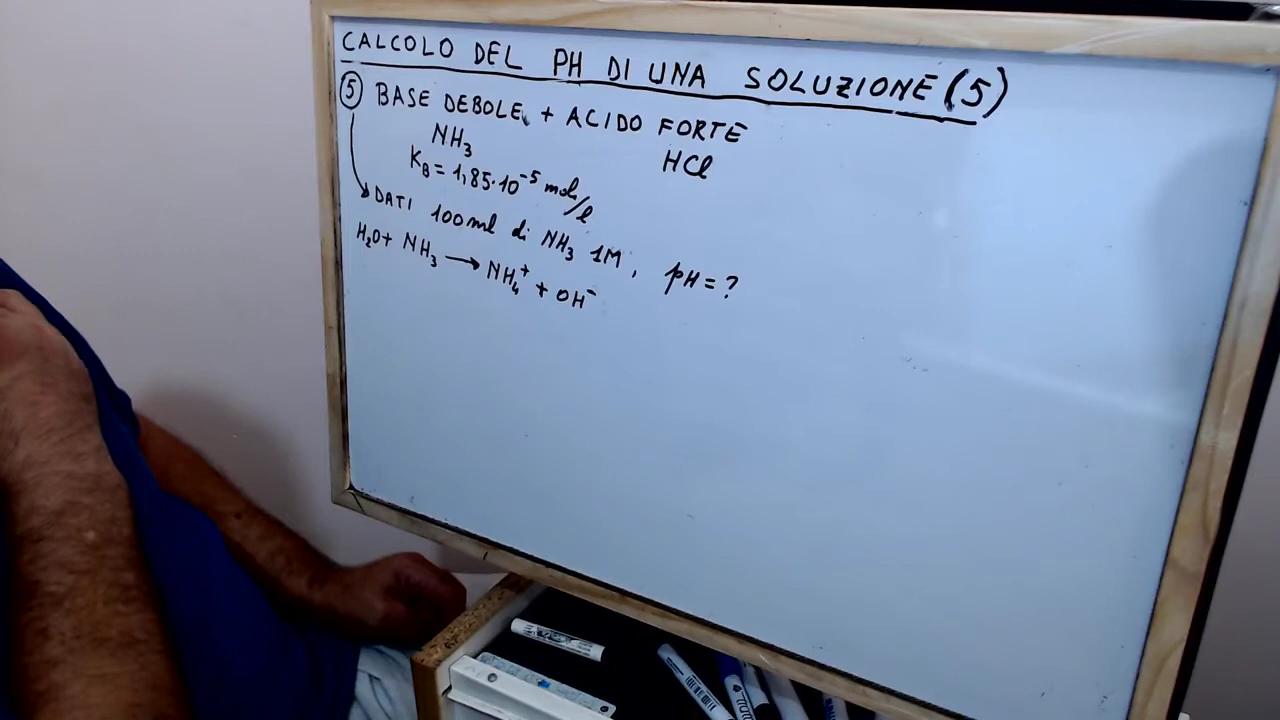 CALCOLO DEL PH DI UNA SOLUZIONE (5)
5 BASE DEBOLE + ACIDO FORTE
NH₃ HCl
K_B = 1,85·10⁻⁵ mol/l
DATI 100ml di NH₃ 1M, pH = ?
H₂O + NH₃ → NH₄⁺ + OH⁻